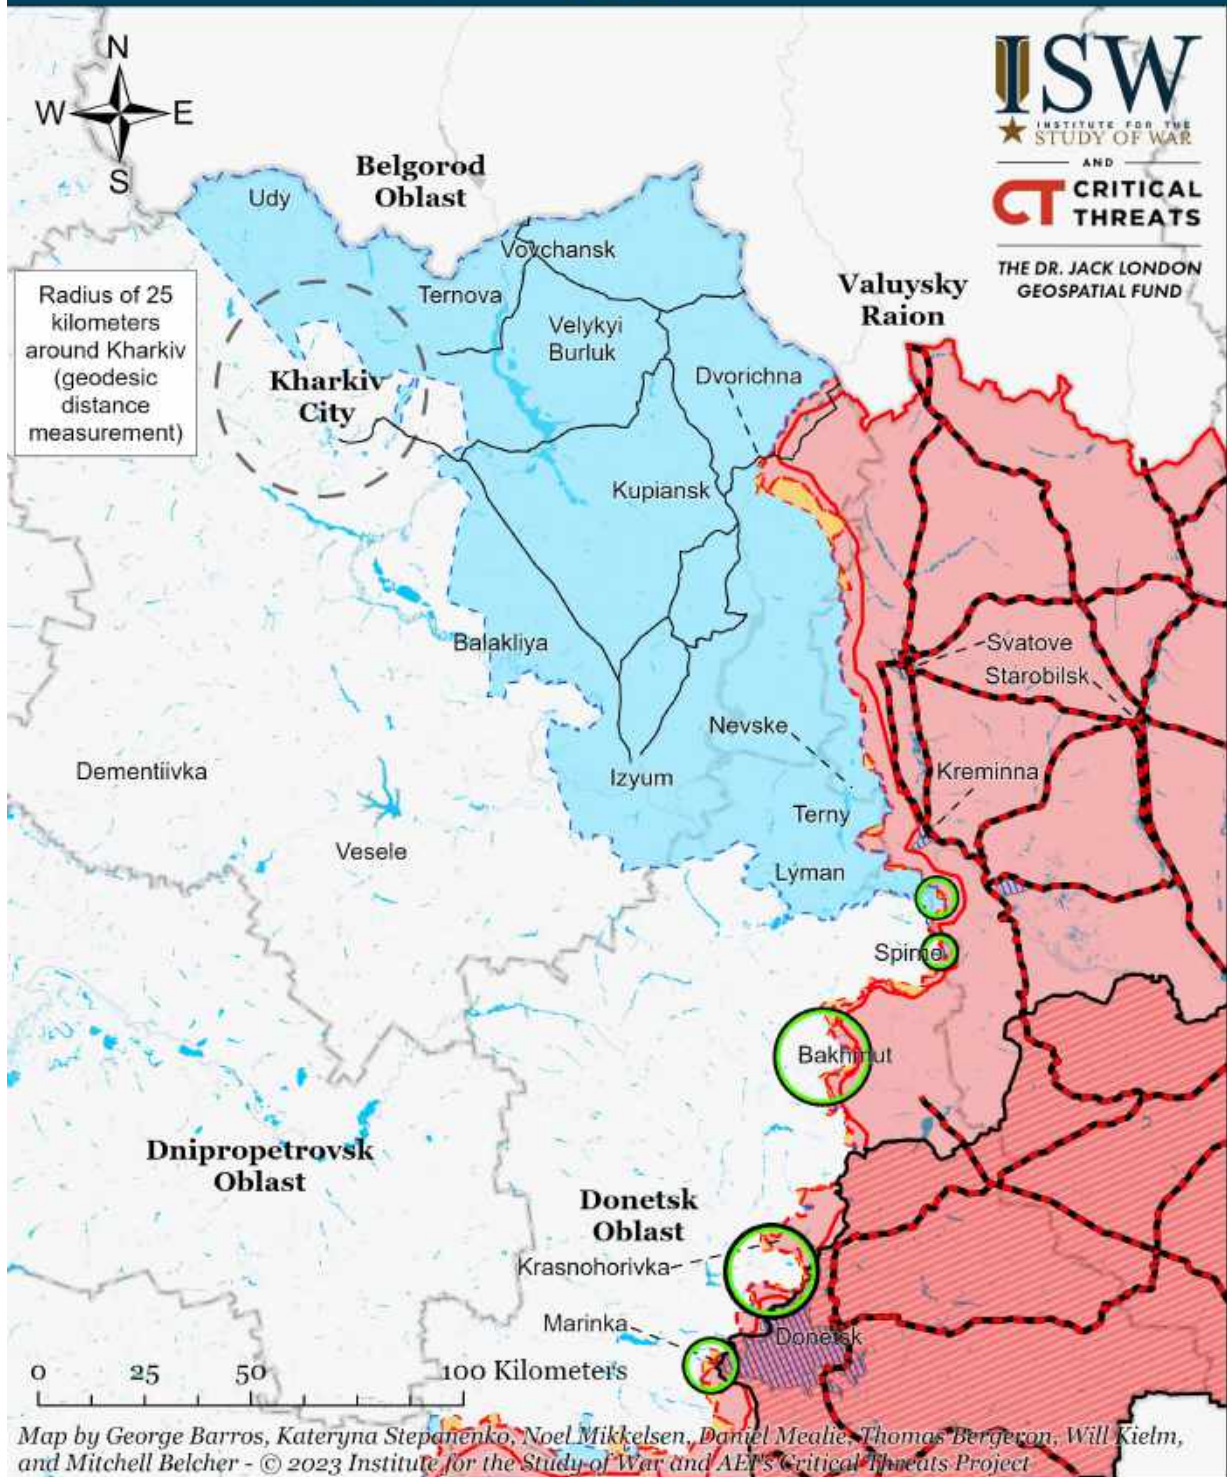 N
W E
S
ISW
INSTITUTE FOR THE
STUDY OF WAR
AND
CT CRITICAL
THREATS
THE DR. JACK LONDON
GEOSPATIAL FUND
Belgorod
Oblast
Udy
Vovchansk
Ternova
Valuysky
Raion
Radius of 25
kilometers
around Kharkiv
(geodesic
distance
measurement)
Velykyi
Burluk
Kharkiv
City
Dvorichna
Kupiansk
Balakliya
Svatove
Starobilsk
Nevske
Dementiivka
Izyum
Kreminna
Terny
Vesele
Lyman
Spirne
Bakhmut
Dnipropetrovsk
Oblast
Donetsk
Oblast
Krasnohorivka
Marinka
Donetsk
0 25 50 100 Kilometers
Map by George Barros, Kateryna Stepanenko, Noel Mikkelsen, Daniel Mealie, Thomas Bergeron, Will Kielm,
and Mitchell Belcher - © 2023 Institute for the Study of War and AEI's Critical Threats Project